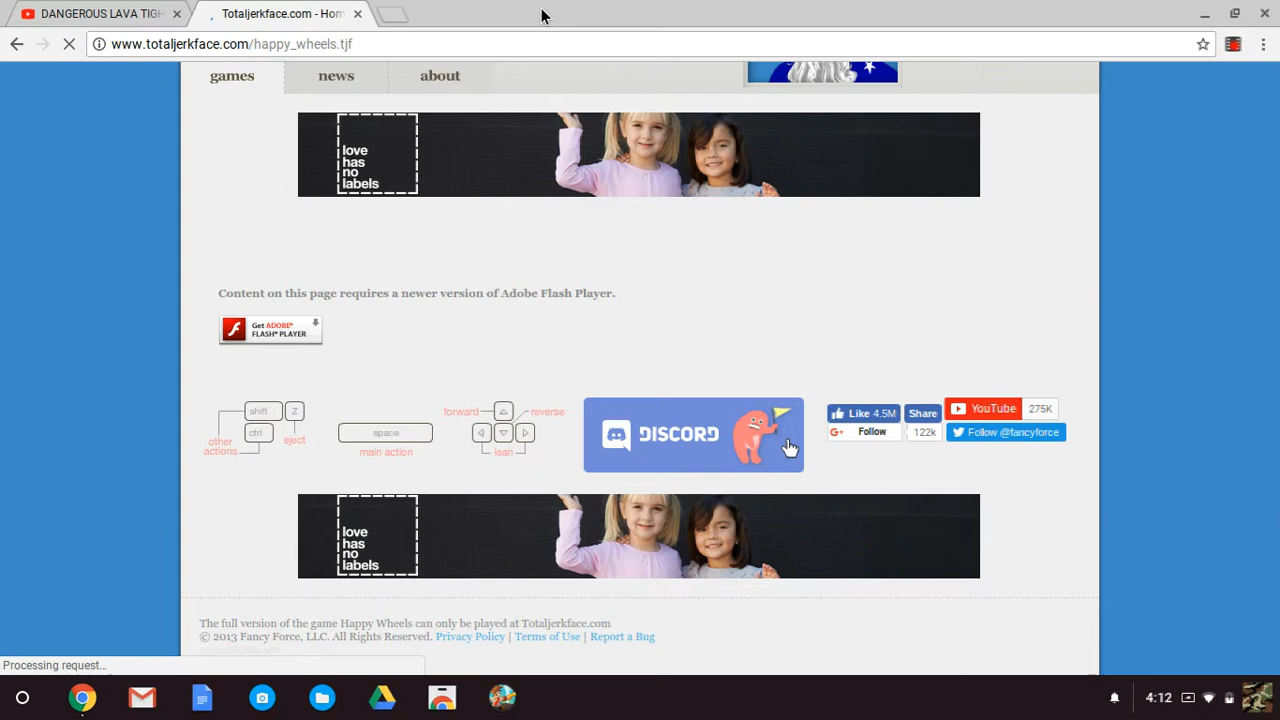 DANGEROUS LAVA TIGH
Totaljerkface.com - Hom
www.totaljerkface.com/happy_wheels.tjf
games
news
about
love
has
no
labels
Content on this page requires a newer version of Adobe Flash Player.
Get ADOBE®
FLASH® PLAYER
shift
Z
ctrl
other
actions
eject
space
main action
forward
reverse
lean
DISCORD
Like 4.5M
Share
YouTube
275K
G+
Follow
122k
Follow @fancyforce
love
has
no
labels
The full version of the game Happy Wheels can only be played at Totaljerkface.com
© 2013 Fancy Force, LLC. All Rights Reserved. Privacy Policy | Terms of Use | Report a Bug
Processing request...
4:12